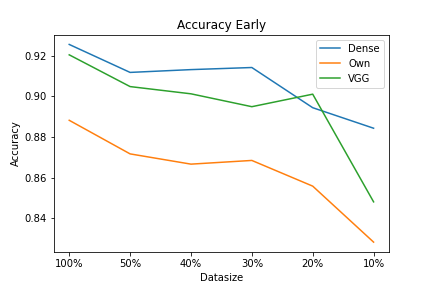 Accuracy Early
Dense
Own
VGG
0.92
0.90
0.88
0.86
0.84
Accuracy
100% 50% 40% 30% 20% 10%
Datasize